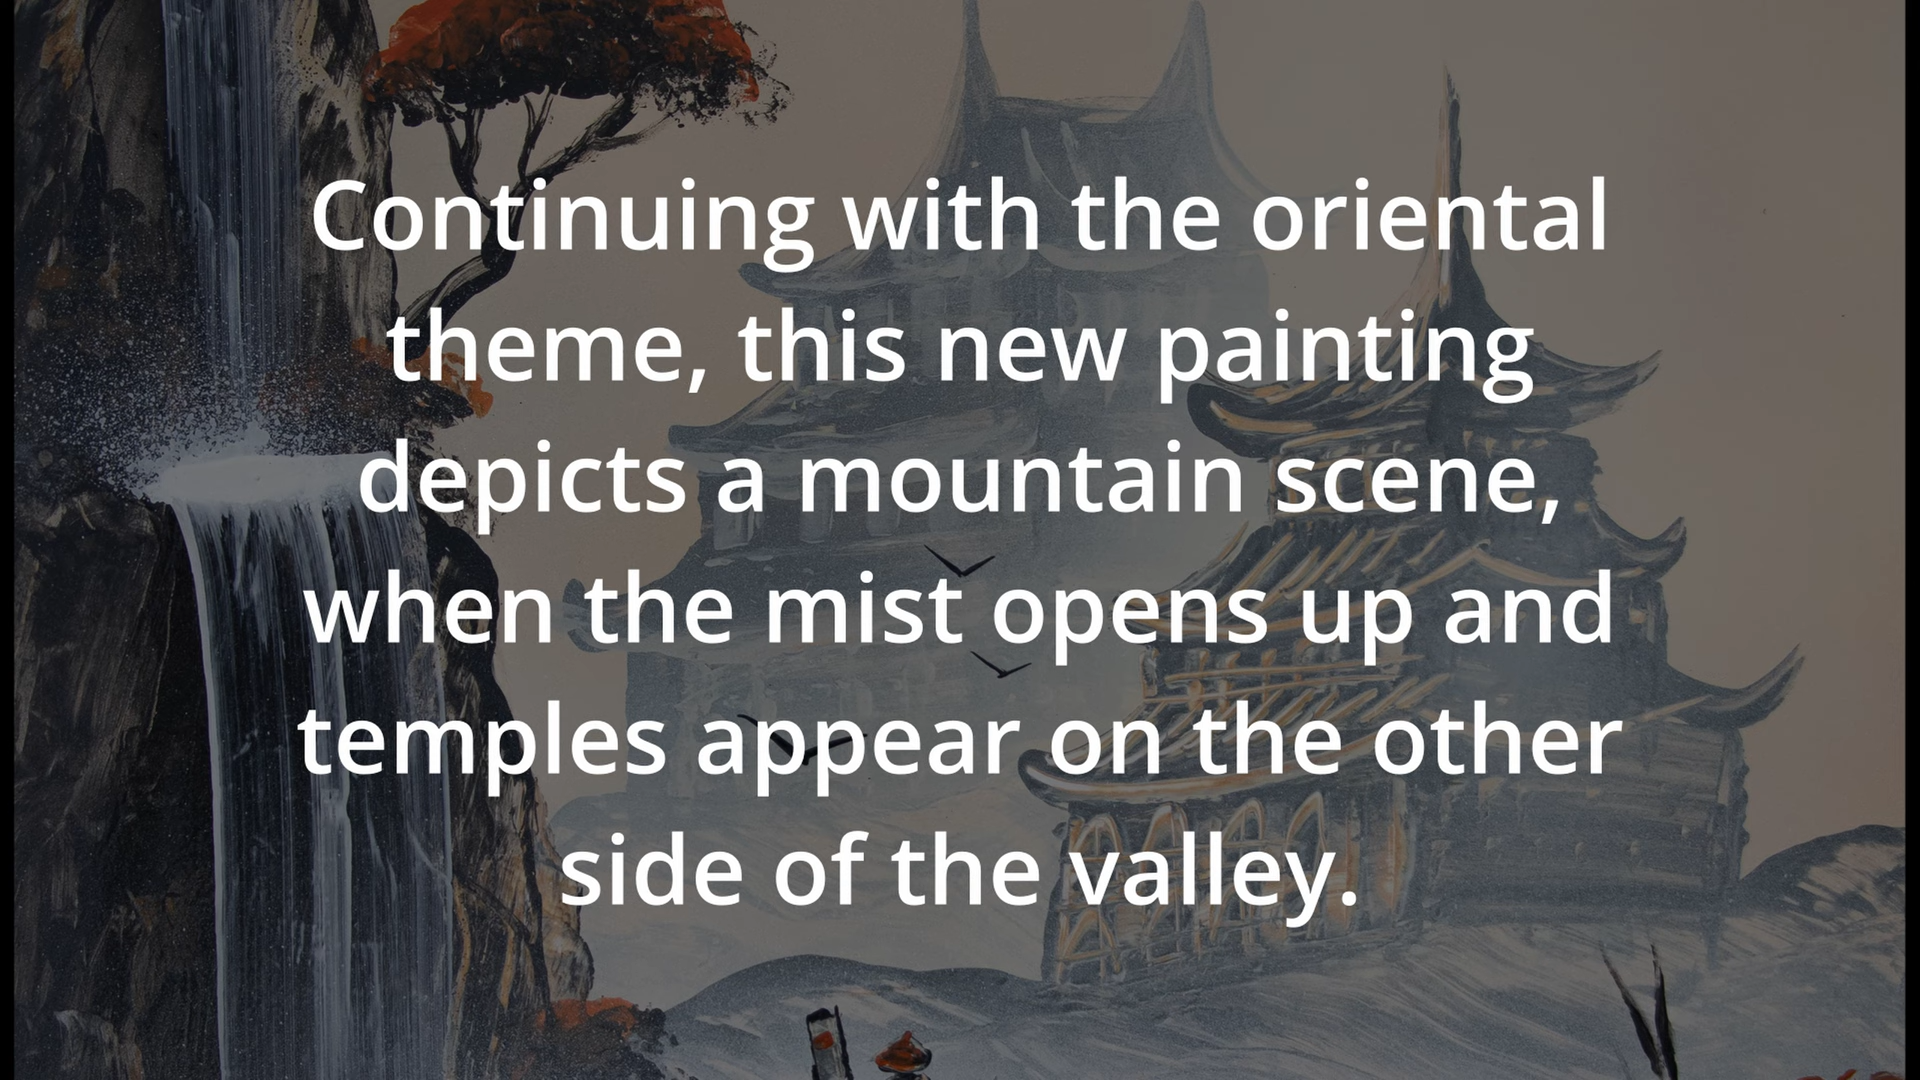 Continuing with the oriental
theme, this new painting
depicts a mountain scene,
when the mist opens up and
temples appear on the other
side of the valley.